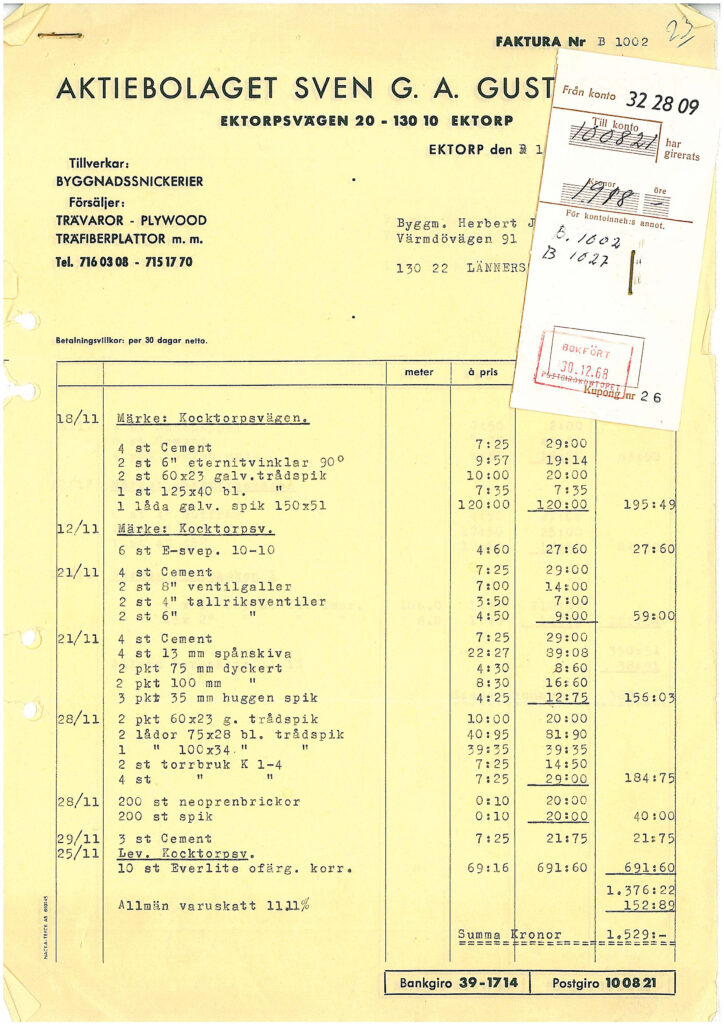 FAKTURA Nr B 1002
23
AKTIEBOLAGET SVEN G. A. GUST
EKTORPSVÄGEN 20 - 130 10 EKTORP
EKTORP den 1
Tillverkar:
BYGGNADSSNICKERIER
Försäljer:
TRÄVAROR - PLYWOOD
TRÄFIBERPLATTOR m. m.
Tel. 716 03 08 - 715 17 70
Byggm. Herbert J
Värmdövägen 91
130 22 LÄNNERS
Från konto 32 28 09
Till konto
100821 har girerats
Kronor öre
1918 -
För kontoinneh:s annot.
B. 1002
B 1027
BOKFÖRT
30.12.68
POSTGIROKONTORET
Kupong nr 26
Betalningsvillkor: per 30 dagar netto.
meter à pris
18/11 Märke: Kocktorpsvägen.
4 st Cement 7:25 29:00
2 st 6" eternitvinklar 90° 9:57 19:14
2 st 60x23 galv.trådspik 10:00 20:00
1 st 125x40 bl. " 7:35 7:35
1 låda galv. spik 150x51 120:00 120:00 195:49
12/11 Märke: Kocktorpsv.
6 st E-svep. 10-10 4:60 27:60 27:60
21/11 4 st Cement 7:25 29:00
2 st 8" ventilgaller 7:00 14:00
2 st 4" tallriksventiler 3:50 7:00
2 st 6" " 4:50 9:00 59:00
21/11 4 st Cement 7:25 29:00
4 st 13 mm spånskiva 22:27 89:08
2 pkt 75 mm dyckert 4:30 8:60
2 pkt 100 mm " 8:30 16:60
3 pkt 35 mm huggen spik 4:25 12:75 156:03
28/11 2 pkt 60x23 g. trådspik 10:00 20:00
2 lådor 75x28 bl. trådspik 40:95 81:90
1 " 100x34 " " 39:35 39:35
2 st torrbruk K 1-4 7:25 14:50
4 st " " 7:25 29:00 184:75
28/11 200 st neoprenbrickor 0:10 20:00
200 st spik 0:10 20:00 40:00
29/11 3 st Cement 7:25 21:75 21:75
25/11 Lev. Kocktorpsv.
10 st Everlite ofärg. korr. 69:16 691:60 691:60
1.376:22
Allmän varuskatt 11,11% 152:89
Summa Kronor 1.529:-
Bankgiro 39-1714 Postgiro 10 08 21